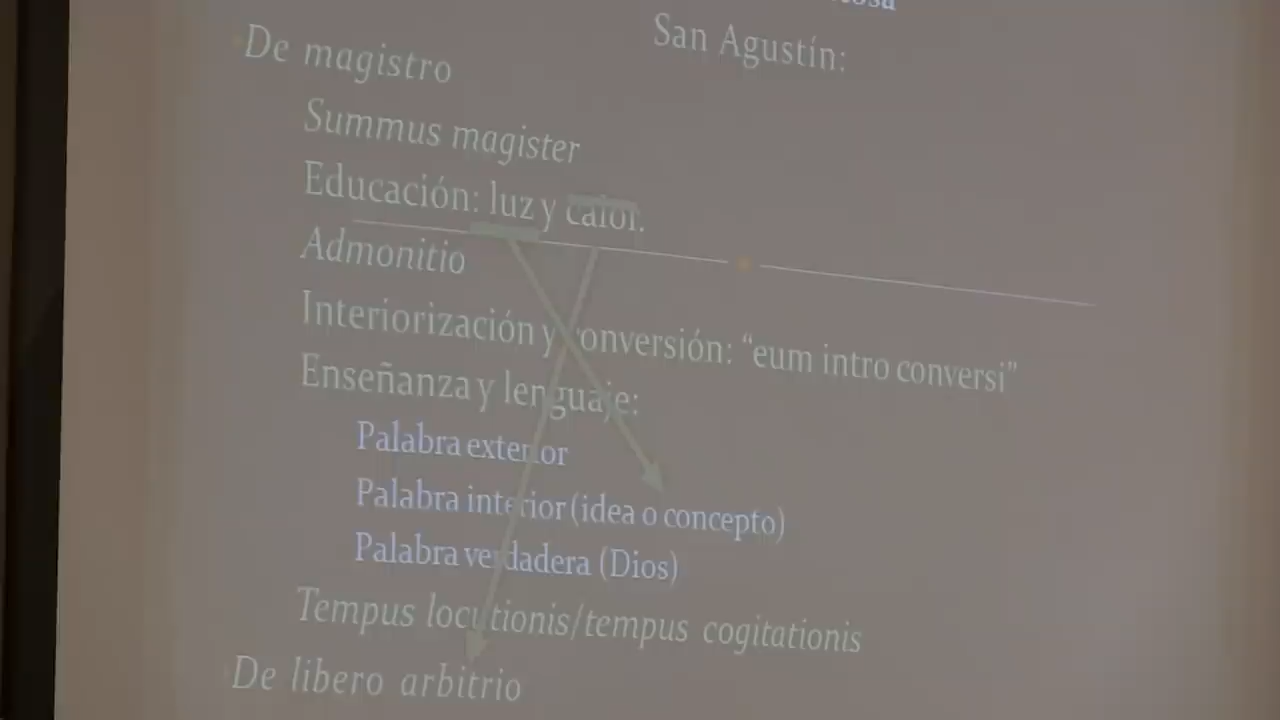 San Agustín:
De magistro
Summus magister
Educación: luz y calor.
Admonitio
Interiorización y conversión: “eum intro conversi”
Enseñanza y lenguaje:
Palabra exterior
Palabra interior (idea o concepto)
Palabra verdadera (Dios)
Tempus locutionis/tempus cogitationis
De libero arbitrio